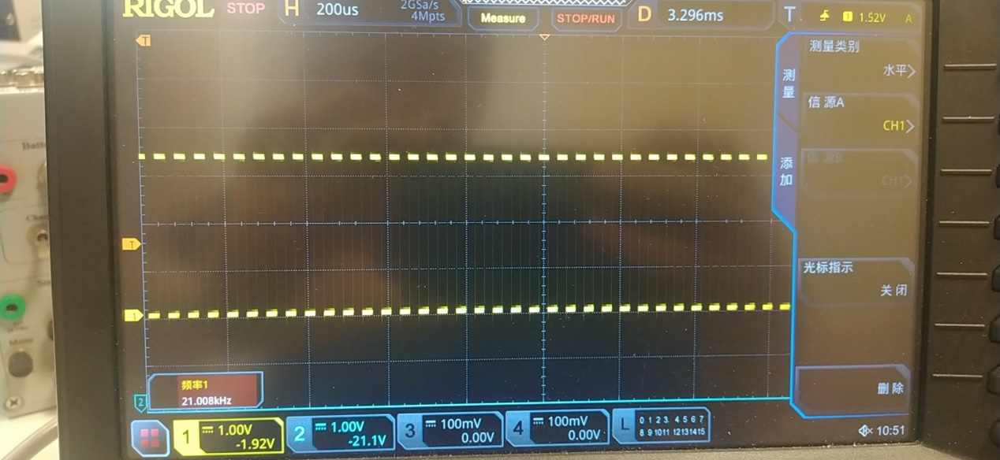 RIGOL STOP H 200us 2GSa/s 4Mpts Measure STOP/RUN D 3.296ms T 1 1.52V A
T
测量类别
水平
测量
信源A
CH1
信源B
CH1
添加
T
光标指示
关闭
1
频率1
21.008kHz
删除
2
1 1.00V -1.92V
2 1.00V -21.1V
3 100mV 0.00V
4 100mV 0.00V
L 0 1 2 3 4 5 6 7
8 9 10 11 12 13 14 15
10:51